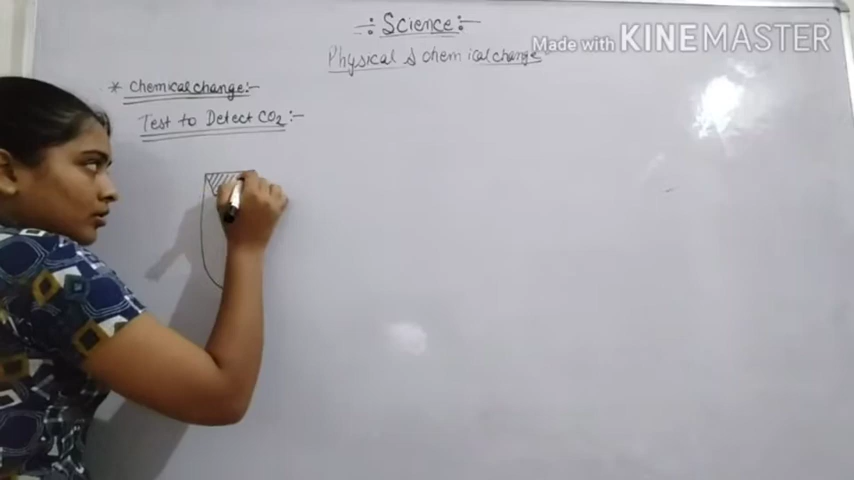 ÷ Science ÷
Physical & chemical change
Made with KINEMASTER
* Chemical change:-
Test to Detect CO₂:-